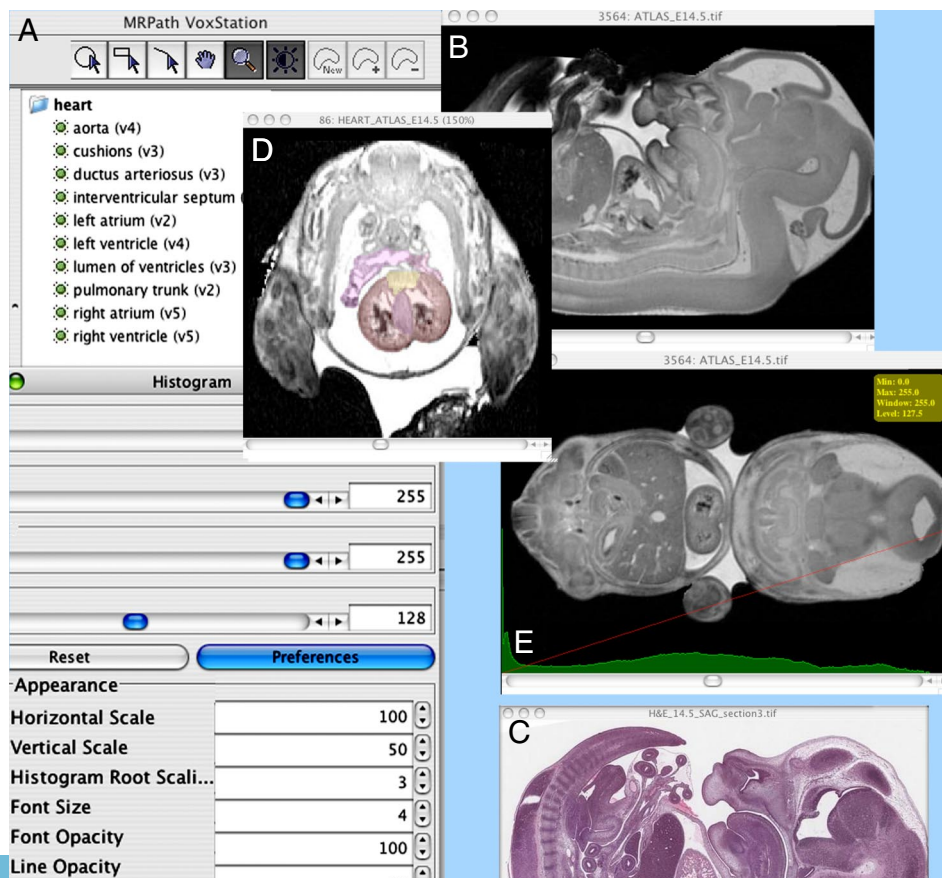 A
MRPath VoxStation
New
heart
aorta (v4)
cushions (v3)
ductus arteriosus (v3)
interventricular septum (
left atrium (v2)
left ventricle (v4)
lumen of ventricles (v3)
pulmonary trunk (v2)
right atrium (v5)
right ventricle (v5)
Histogram
255
255
128
Reset
Preferences
Appearance
Horizontal Scale
100
Vertical Scale
50
Histogram Root Scali...
3
Font Size
4
Font Opacity
100
Line Opacity
3564: ATLAS_E14.5.tif
B
86: HEART_ATLAS_E14.5 (150%)
D
3564: ATLAS_E14.5.tif
Min: 0.0
Max: 255.0
Window: 255.0
Level: 127.5
E
H&E_14.5_SAG_section3.tif
C